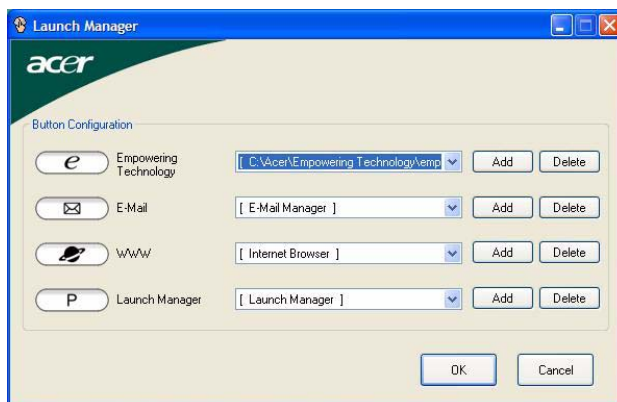 Launch Manager
acer
Button Configuration
e Empowering Technology [ C:\Acer\Empowering Technology\emp Add Delete
E-Mail [ E-Mail Manager ] Add Delete
WWW [ Internet Browser ] Add Delete
P Launch Manager [ Launch Manager ] Add Delete
OK Cancel